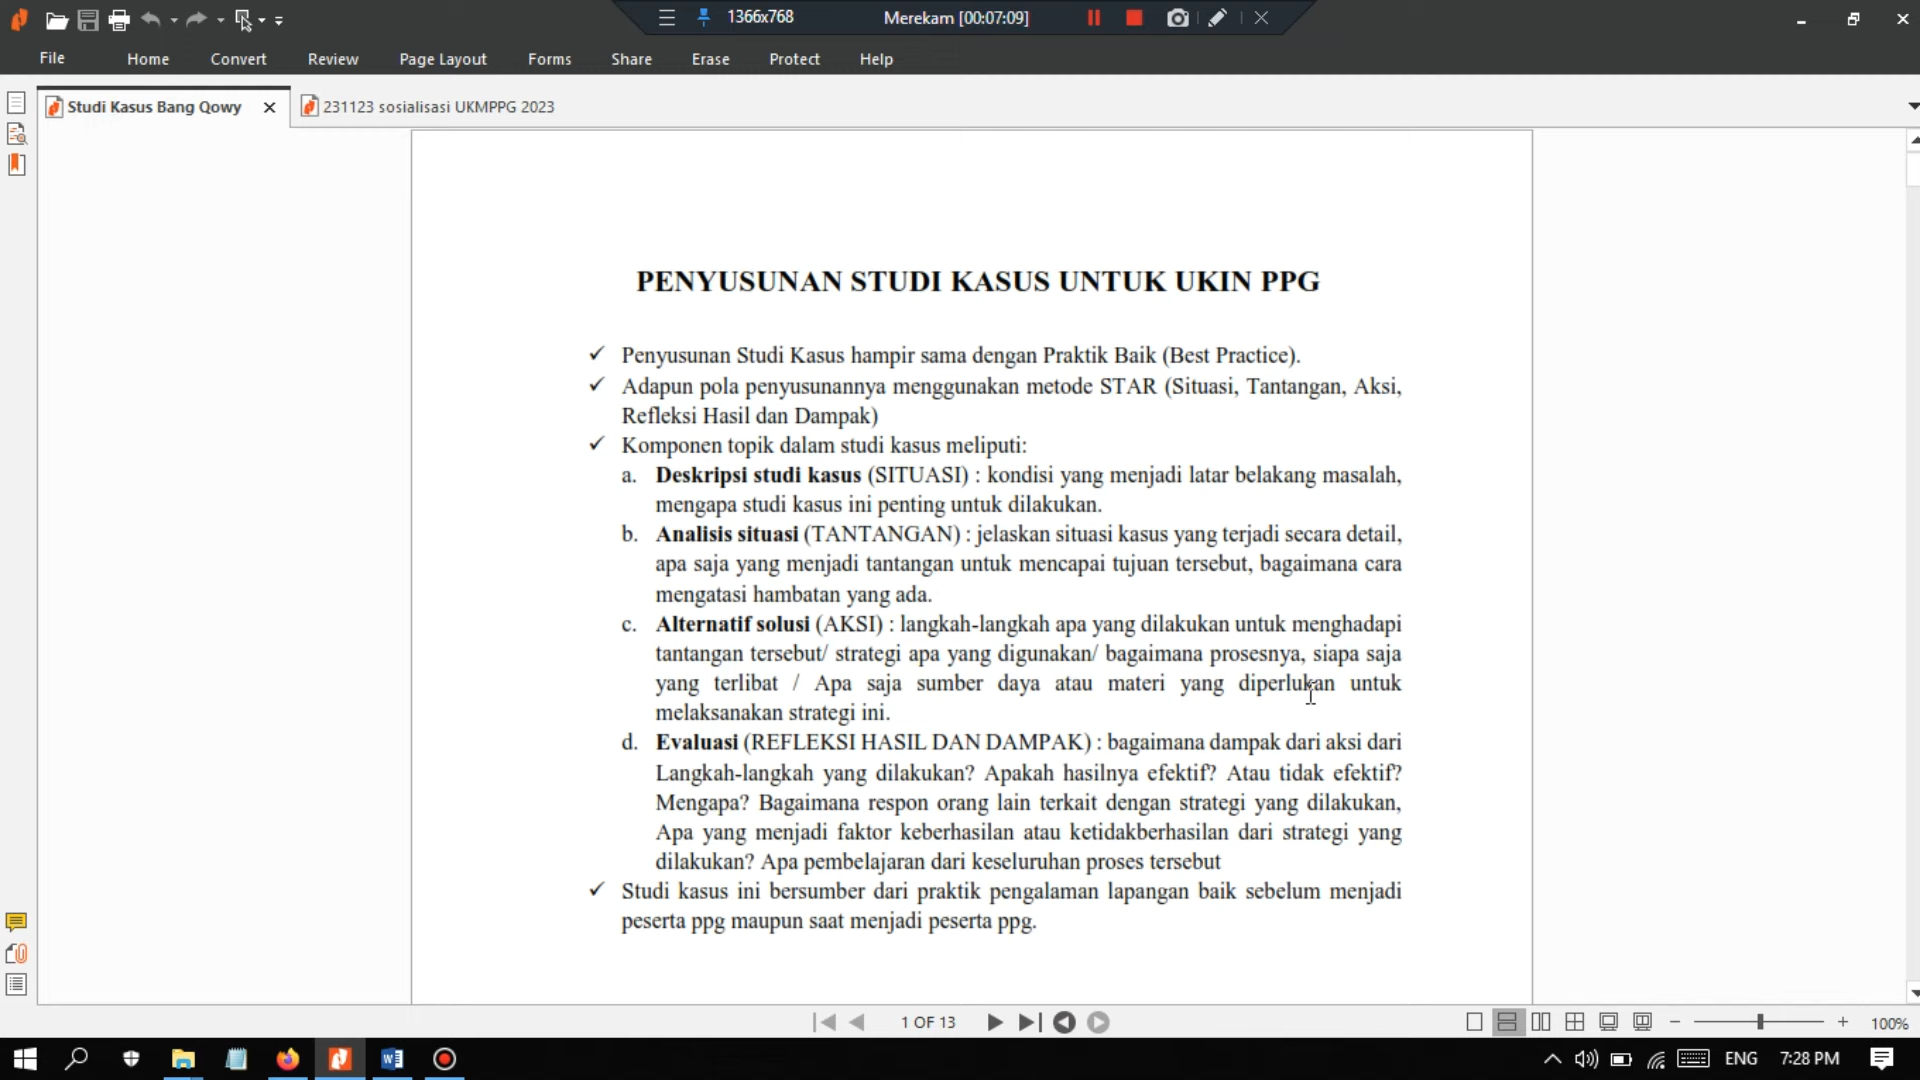 1366x768
Merekam [00:07:09]
File Home Convert Review Page Layout Forms Share Erase Protect Help
Studi Kasus Bang Qowy
231123 sosialisasi UKMPPG 2023
PENYUSUNAN STUDI KASUS UNTUK UKIN PPG
✓ Penyusunan Studi Kasus hampir sama dengan Praktik Baik (Best Practice).
✓ Adapun pola penyusunannya menggunakan metode STAR (Situasi, Tantangan, Aksi,
Refleksi Hasil dan Dampak)
✓ Komponen topik dalam studi kasus meliputi:
a. Deskripsi studi kasus (SITUASI) : kondisi yang menjadi latar belakang masalah,
mengapa studi kasus ini penting untuk dilakukan.
b. Analisis situasi (TANTANGAN) : jelaskan situasi kasus yang terjadi secara detail,
apa saja yang menjadi tantangan untuk mencapai tujuan tersebut, bagaimana cara
mengatasi hambatan yang ada.
c. Alternatif solusi (AKSI) : langkah-langkah apa yang dilakukan untuk menghadapi
tantangan tersebut/ strategi apa yang digunakan/ bagaimana prosesnya, siapa saja
yang terlibat / Apa saja sumber daya atau materi yang diperlukan untuk
melaksanakan strategi ini.
d. Evaluasi (REFLEKSI HASIL DAN DAMPAK) : bagaimana dampak dari aksi dari
Langkah-langkah yang dilakukan? Apakah hasilnya efektif? Atau tidak efektif?
Mengapa? Bagaimana respon orang lain terkait dengan strategi yang dilakukan,
Apa yang menjadi faktor keberhasilan atau ketidakberhasilan dari strategi yang
dilakukan? Apa pembelajaran dari keseluruhan proses tersebut
✓ Studi kasus ini bersumber dari praktik pengalaman lapangan baik sebelum menjadi
peserta ppg maupun saat menjadi peserta ppg.
1 OF 13
100%
ENG 7:28 PM